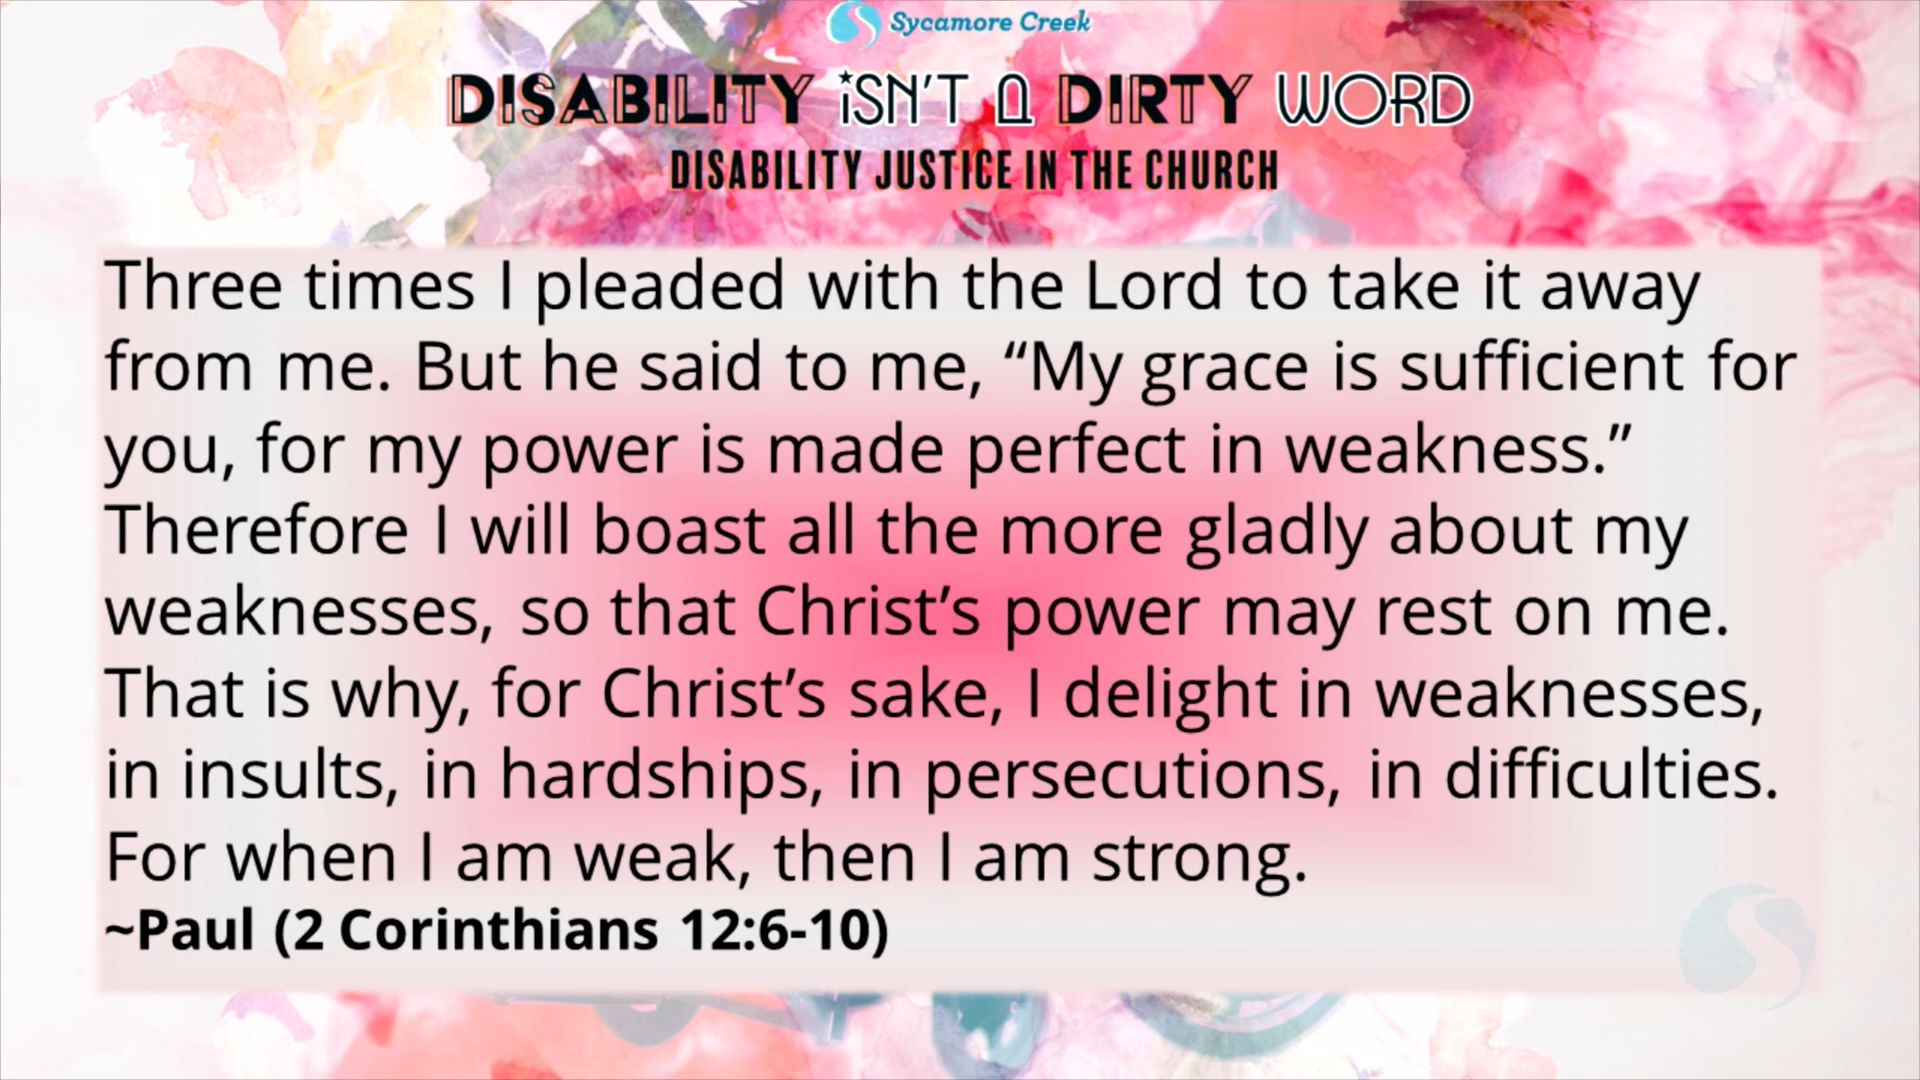 Sycamore Creek
DISABILITY iSN'T A DIRTY WORD
DISABILITY JUSTICE IN THE CHURCH
Three times I pleaded with the Lord to take it away
from me. But he said to me, “My grace is sufficient for
you, for my power is made perfect in weakness.”
Therefore I will boast all the more gladly about my
weaknesses, so that Christ’s power may rest on me.
That is why, for Christ’s sake, I delight in weaknesses,
in insults, in hardships, in persecutions, in difficulties.
For when I am weak, then I am strong.
~Paul (2 Corinthians 12:6-10)